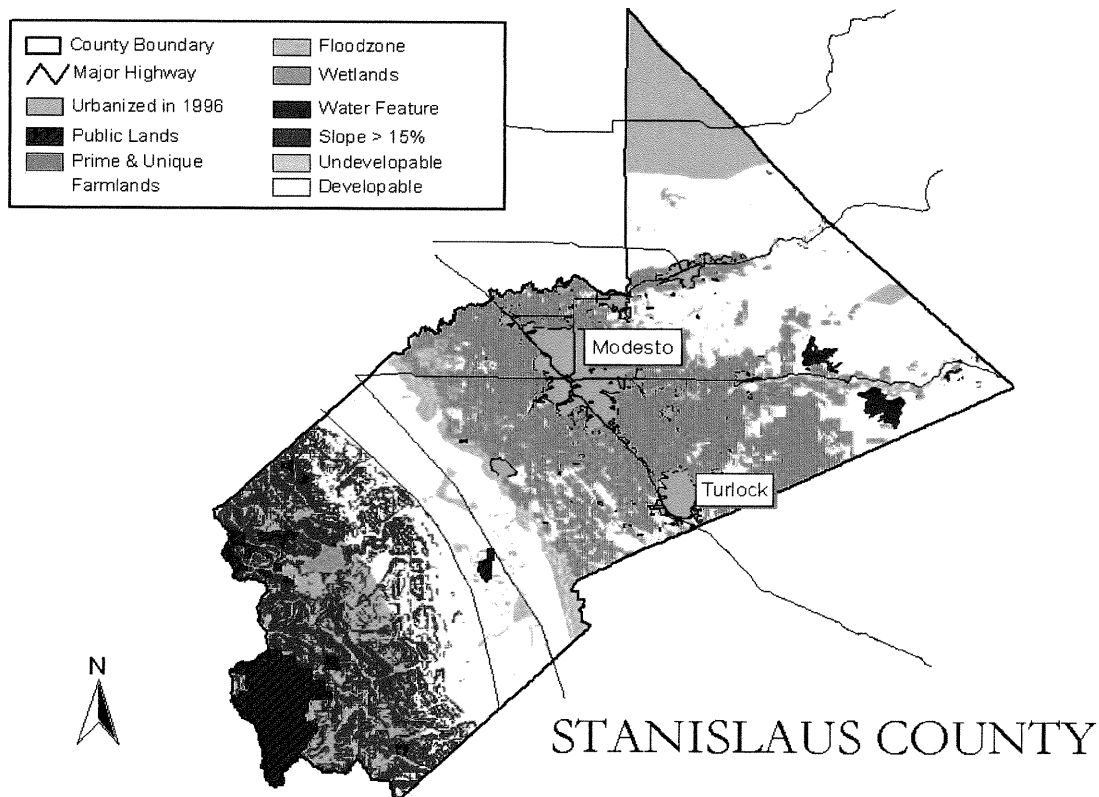 County Boundary
Major Highway
Urbanized in 1996
Public Lands
Prime & Unique
Farmlands
Floodzone
Wetlands
Water Feature
Slope > 15%
Undevelopable
Developable
Modesto
Turlock
N
STANISLAUS COUNTY